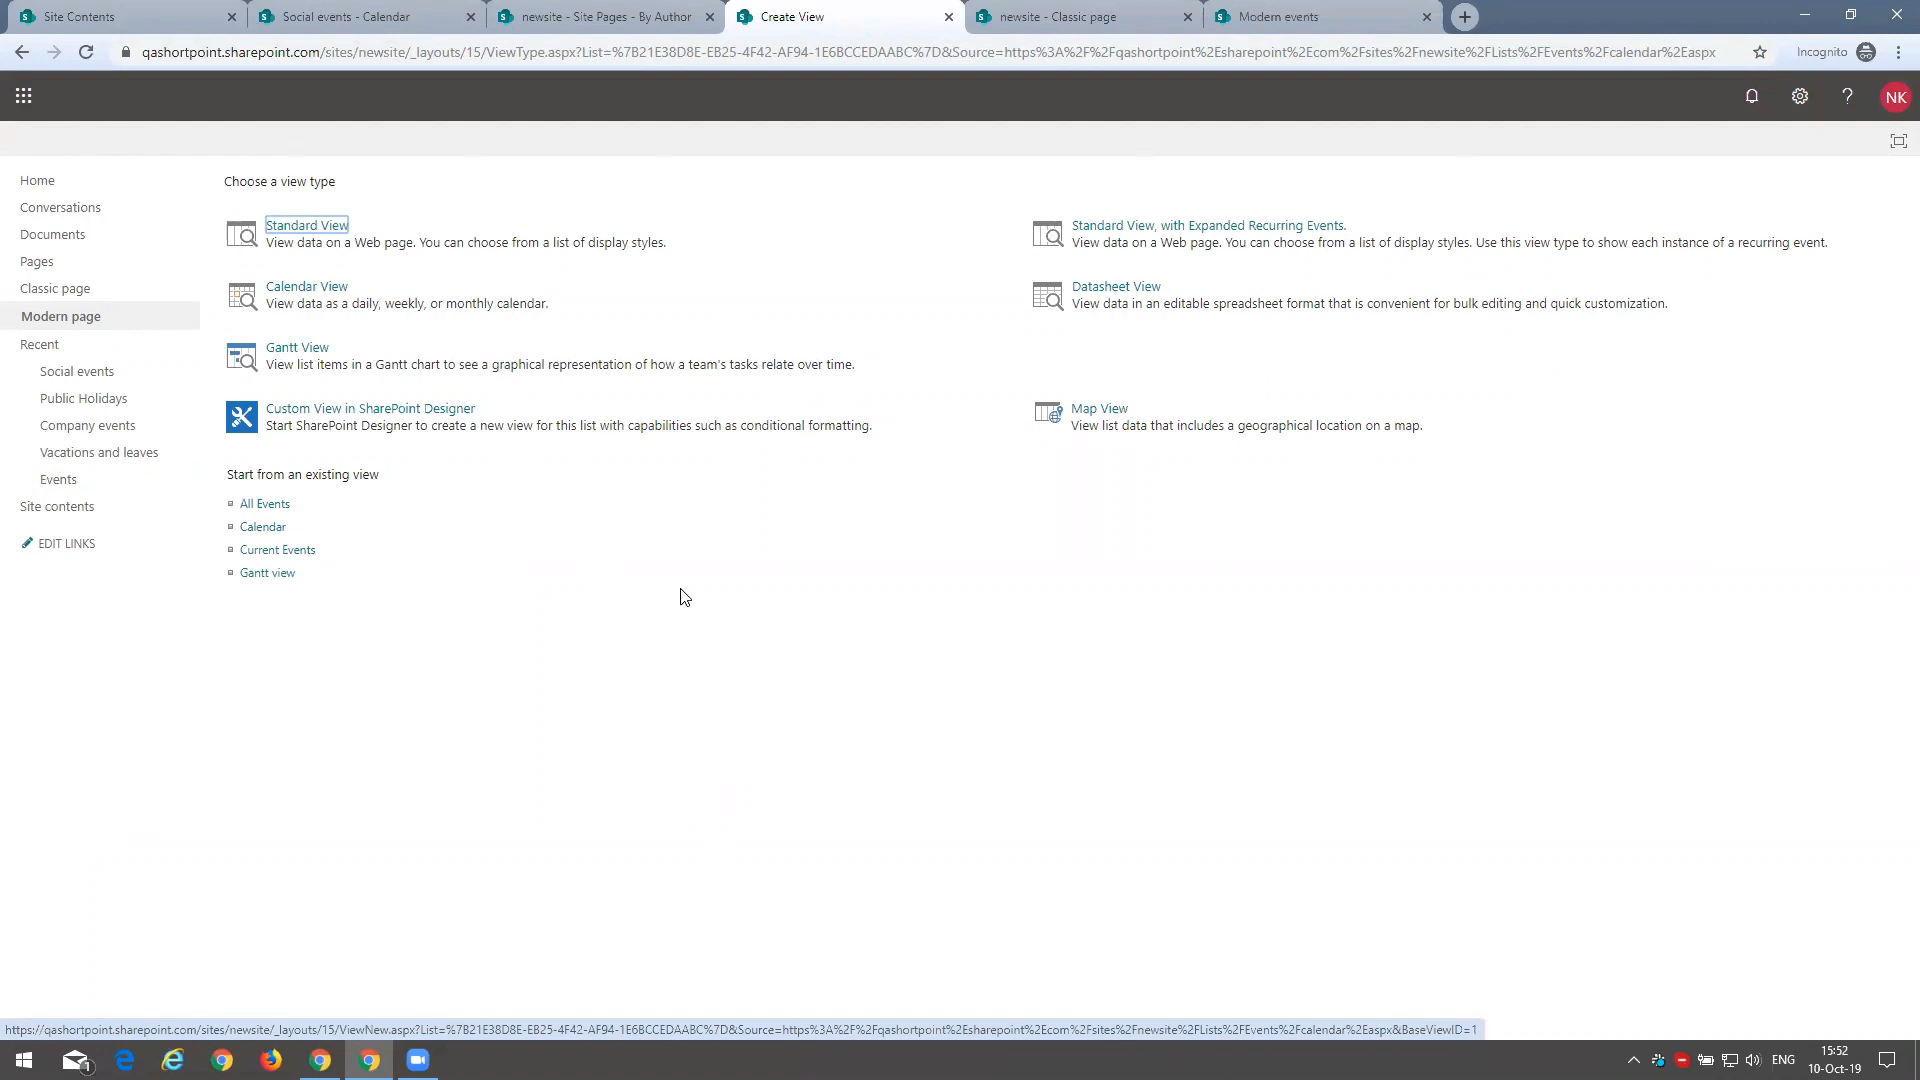 Site Contents
Social events - Calendar
newsite - Site Pages - By Author
Create View
newsite - Classic page
Modern events
qashortpoint.sharepoint.com/sites/newsite/_layouts/15/ViewType.aspx?List=%7B21E38D8E-EB25-4F42-AF94-1E6BCCEDAABC%7D&Source=https%3A%2F%2Fqashortpoint%2Esharepoint%2Ecom%2Fsites%2Fnewsite%2FLists%2FEvents%2Fcalendar%2Easpx
Incognito
NK
Home
Conversations
Documents
Pages
Classic page
Modern page
Recent
Social events
Public Holidays
Company events
Vacations and leaves
Events
Site contents
EDIT LINKS
Choose a view type
Standard View
View data on a Web page. You can choose from a list of display styles.
Standard View, with Expanded Recurring Events.
View data on a Web page. You can choose from a list of display styles. Use this view type to show each instance of a recurring event.
Calendar View
View data as a daily, weekly, or monthly calendar.
Datasheet View
View data in an editable spreadsheet format that is convenient for bulk editing and quick customization.
Gantt View
View list items in a Gantt chart to see a graphical representation of how a team's tasks relate over time.
Custom View in SharePoint Designer
Start SharePoint Designer to create a new view for this list with capabilities such as conditional formatting.
Map View
View list data that includes a geographical location on a map.
Start from an existing view
All Events
Calendar
Current Events
Gantt view
https://qashortpoint.sharepoint.com/sites/newsite/_layouts/15/ViewNew.aspx?List=%7B21E38D8E-EB25-4F42-AF94-1E6BCCEDAABC%7D&Source=https%3A%2F%2Fqashortpoint%2Esharepoint%2Ecom%2Fsites%2Fnewsite%2FLists%2FEvents%2Fcalendar%2Easpx&BaseViewID=1
1
ENG
15:52
10-Oct-19